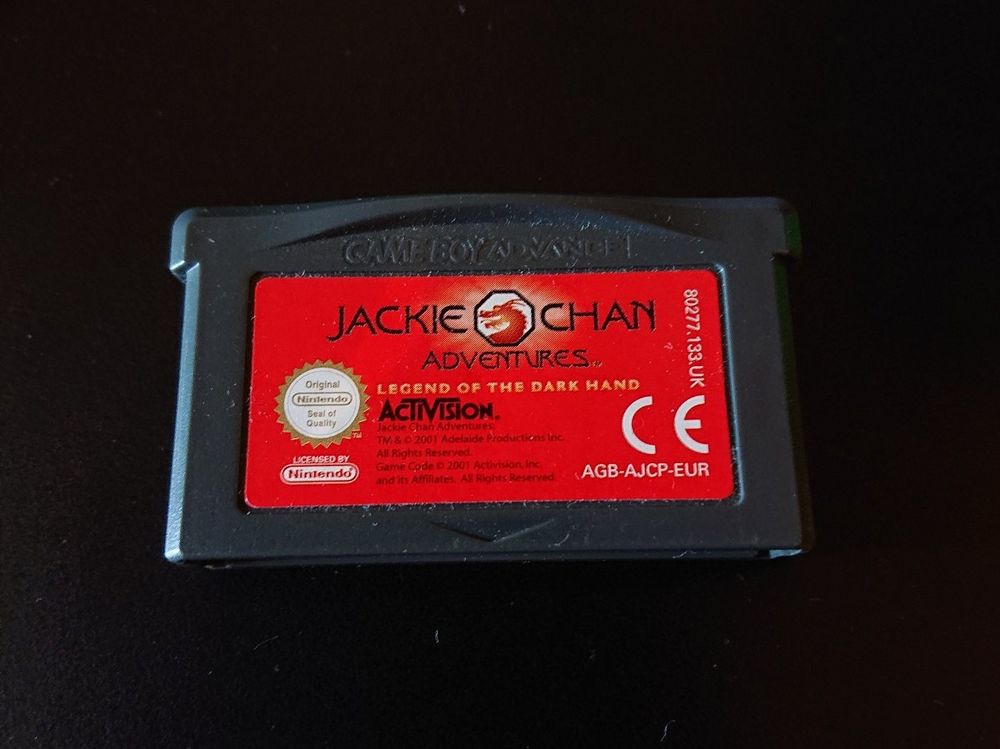 GAME BOY ADVANCE
JACKIE CHAN
ADVENTURES™
LEGEND OF THE DARK HAND
ACTIVISION®
Jackie Chan Adventures:
TM & © 2001 Adelaide Productions Inc.
All Rights Reserved.
Game Code © 2001 Activision, Inc.
and its Affiliates. All Rights Reserved.
Original
Nintendo
Seal of
Quality
TM
LICENSED BY
Nintendo®
CE
AGB-AJCP-EUR
80277.133.UK